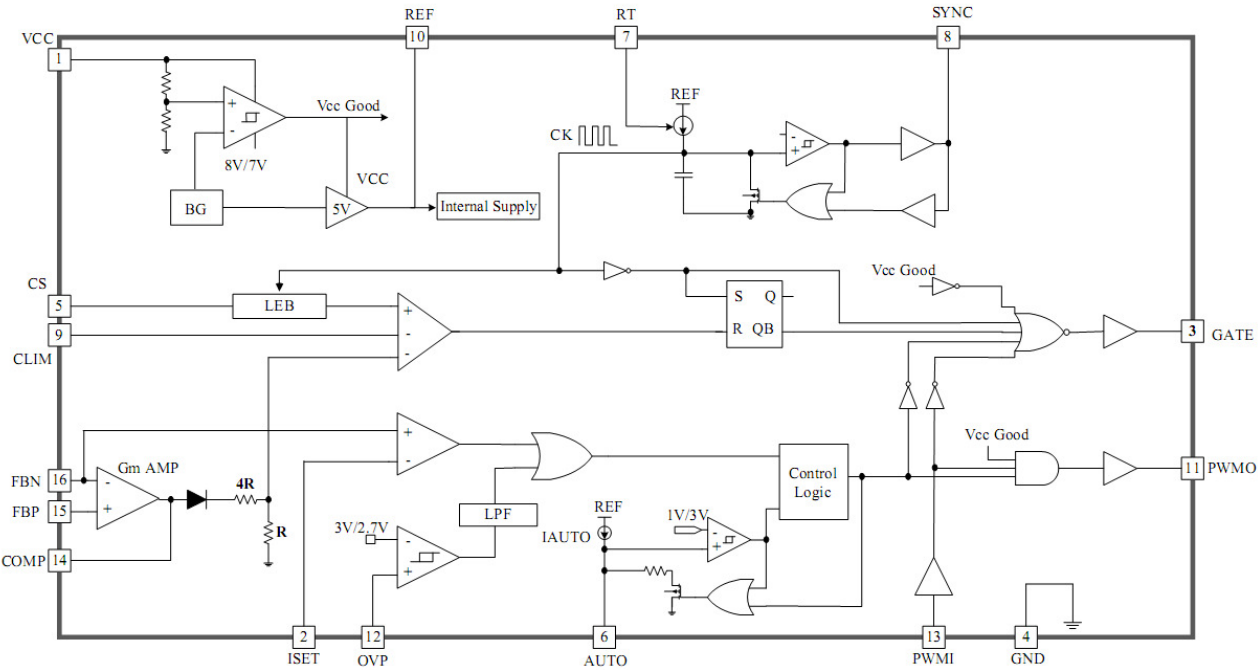 REF
RT
SYNC
10
7
8
VCC
1
REF
Vcc Good
CK
+
-
-
+
8V/7V
VCC
BG
5V
Internal Supply
CS
5
LEB
9
CLIM
+
-
-
S Q
R QB
Vcc Good
3
GATE
Vcc Good
FBN
16
Gm AMP
-
+
FBP
15
COMP
14
4R
R
+
-
LPF
3V/2.7V
-
+
REF
IAUTO
1V/3V
-
+
Control
Logic
11
PWMO
2
12
6
13
4
ISET
OVP
AUTO
PWMI
GND